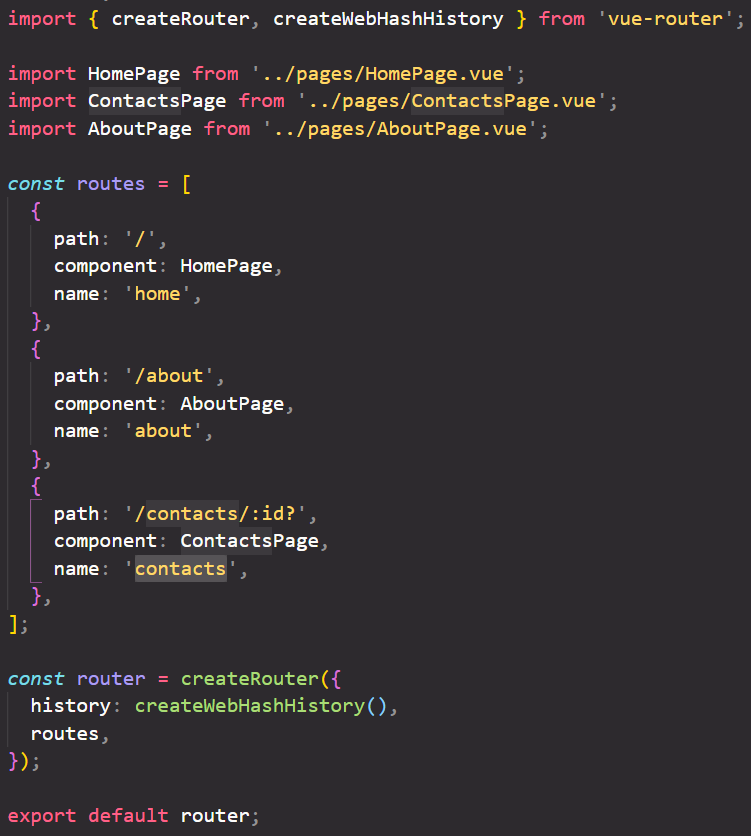 import { createRouter, createWebHashHistory } from 'vue-router';

import HomePage from '../pages/HomePage.vue';
import ContactsPage from '../pages/ContactsPage.vue';
import AboutPage from '../pages/AboutPage.vue';

const routes = [
  {
    path: '/',
    component: HomePage,
    name: 'home',
  },
  {
    path: '/about',
    component: AboutPage,
    name: 'about',
  },
  {
    path: '/contacts/:id?',
    component: ContactsPage,
    name: 'contacts',
  },
];

const router = createRouter({
  history: createWebHashHistory(),
  routes,
});

export default router;